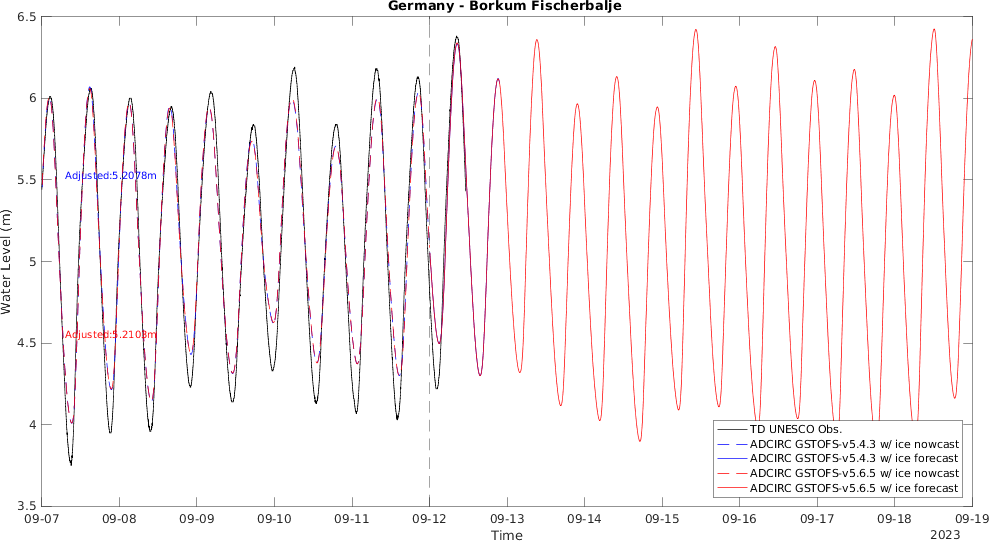 Germany - Borkum Fischerbalje
6.5
6
5.5
5
4.5
4
3.5
Water Level (m)
Adjusted:5.2078m
Adjusted:5.2103m
TD UNESCO Obs.
ADCIRC GSTOFS-v5.4.3 w/ ice nowcast
ADCIRC GSTOFS-v5.4.3 w/ ice forecast
ADCIRC GSTOFS-v5.6.5 w/ ice nowcast
ADCIRC GSTOFS-v5.6.5 w/ ice forecast
09-07 09-08 09-09 09-10 09-11 09-12 09-13 09-14 09-15 09-16 09-17 09-18 09-19
Time
2023